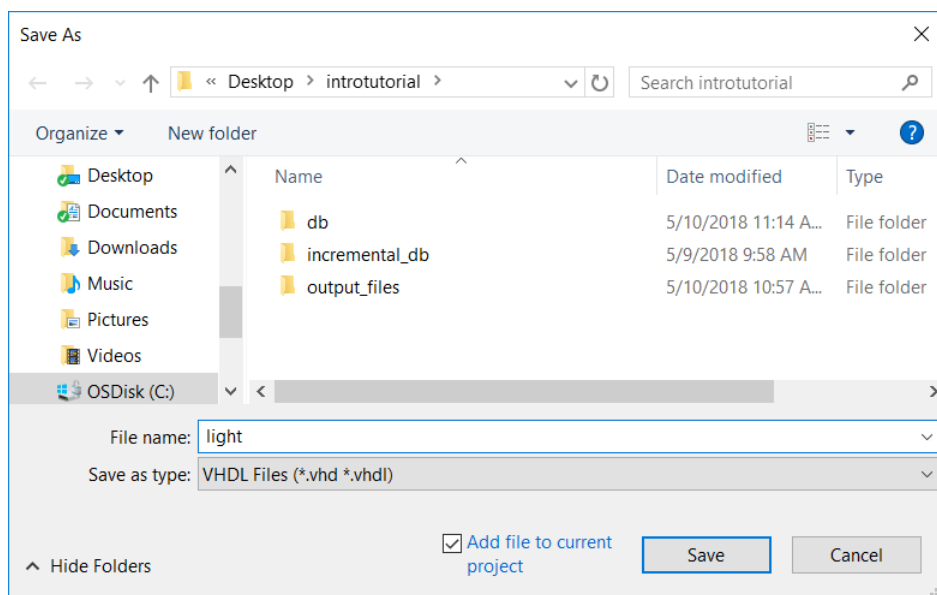 Save As
« Desktop > introtutorial >
Search introtutorial
Organize
New folder
Name
Date modified
Type
Desktop
Documents
Downloads
Music
Pictures
Videos
OSDisk (C:)
db 5/10/2018 11:14 A... File folder
incremental_db 5/9/2018 9:58 AM File folder
output_files 5/10/2018 10:57 A... File folder
File name: light
Save as type: VHDL Files (*.vhd *.vhdl)
Hide Folders
Add file to current
project
Save
Cancel